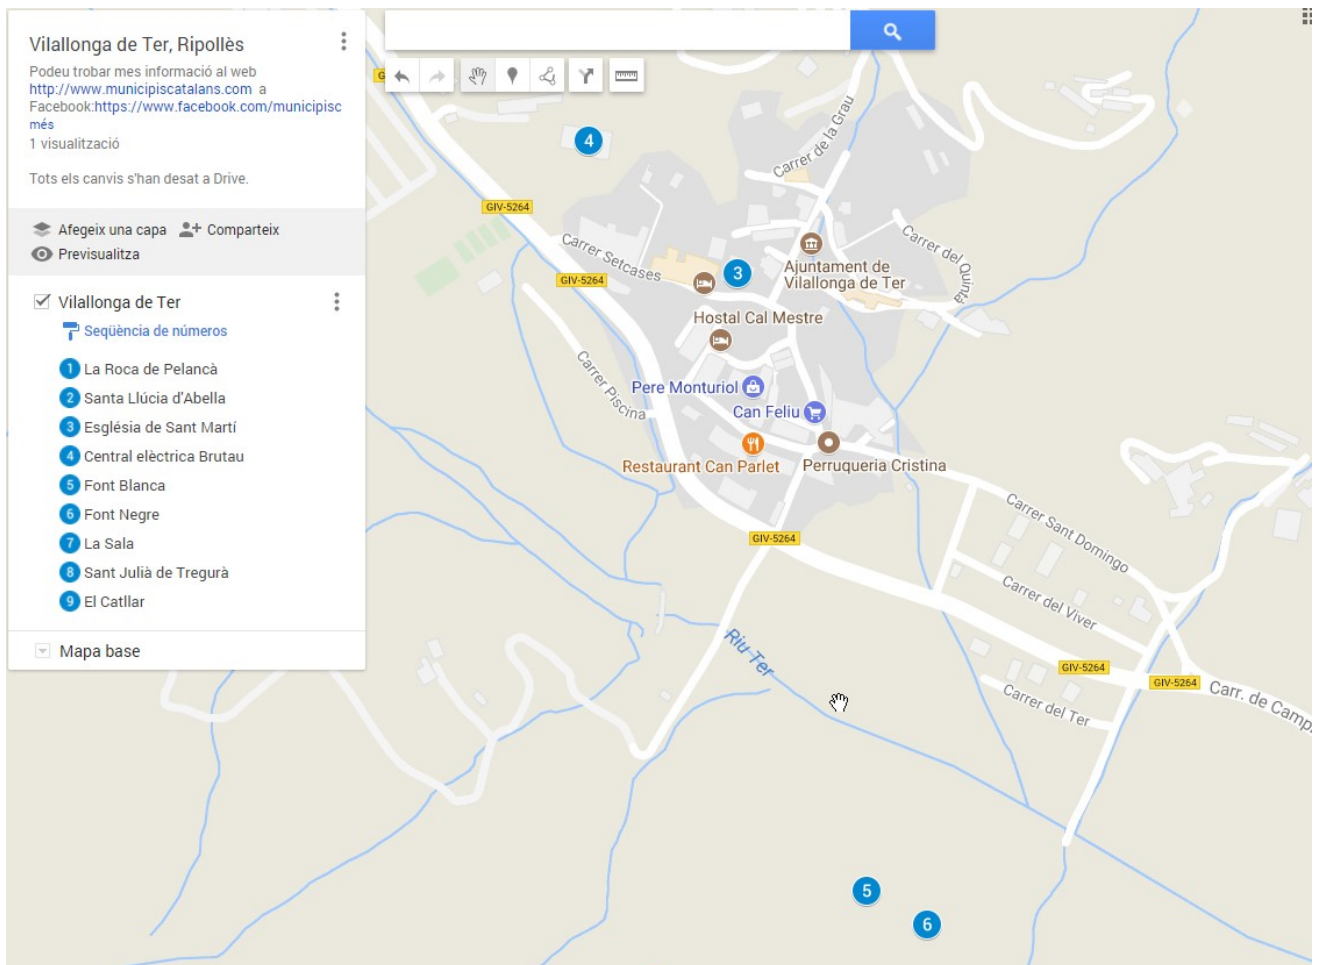 Vilallonga de Ter, Ripollès
Podeu trobar mes informació al web
http://www.municipiscatalans.com a
Facebook:https://www.facebook.com/municipisc
més
1 visualització
Tots els canvis s'han desat a Drive.
Afegeix una capa Comparteix
Previsualitza
Vilallonga de Ter
Seqüència de números
1 La Roca de Pelancà
2 Santa Llúcia d'Abella
3 Església de Sant Martí
4 Central elèctrica Brutau
5 Font Blanca
6 Font Negre
7 La Sala
8 Sant Julià de Tregurà
9 El Catllar
Mapa base
G
4
Carrer de la Grau
GIV-5264
Carrer Setcases
GIV-5264
3
Ajuntament de
Vilallonga de Ter
Carrer del Quintà
Hostal Cal Mestre
Carrer Piscina
Pere Monturiol
Can Feliu
Restaurant Can Parlet
Perruqueria Cristina
GIV-5264
Carrer Sant Domingo
Carrer del Viver
Riu Ter
GIV-5264
GIV-5264
Carr. de Camp
Carrer del Ter
5
6